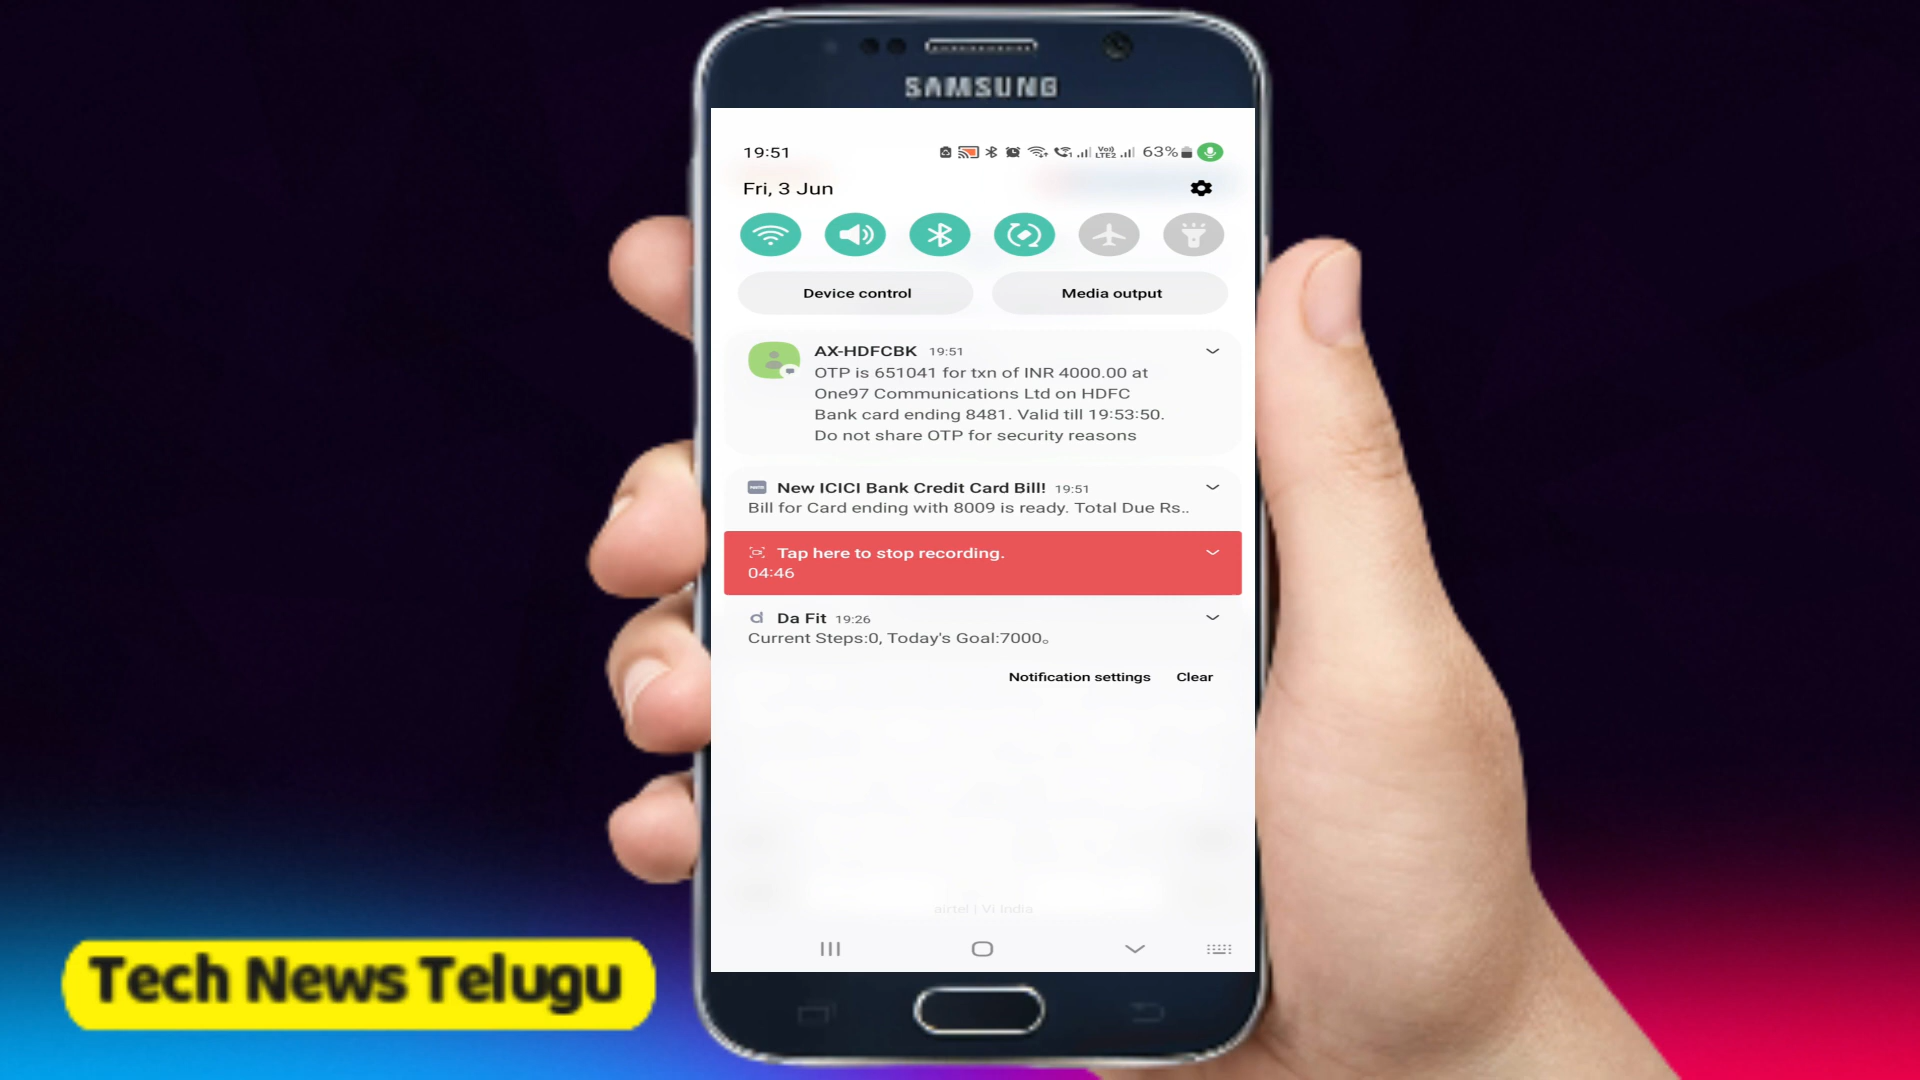 SAMSUNG
19:51
Vo))
LTE2
63%
Fri, 3 Jun
Device control
Media output
AX-HDFCBK 19:51
OTP is 651041 for txn of INR 4000.00 at
One97 Communications Ltd on HDFC
Bank card ending 8481. Valid till 19:53:50.
Do not share OTP for security reasons
New ICICI Bank Credit Card Bill! 19:51
Bill for Card ending with 8009 is ready. Total Due Rs..
Tap here to stop recording.
04:46
Da Fit 19:26
Current Steps:0, Today's Goal:7000。
Notification settings Clear
airtel | Vi India
Tech News Telugu